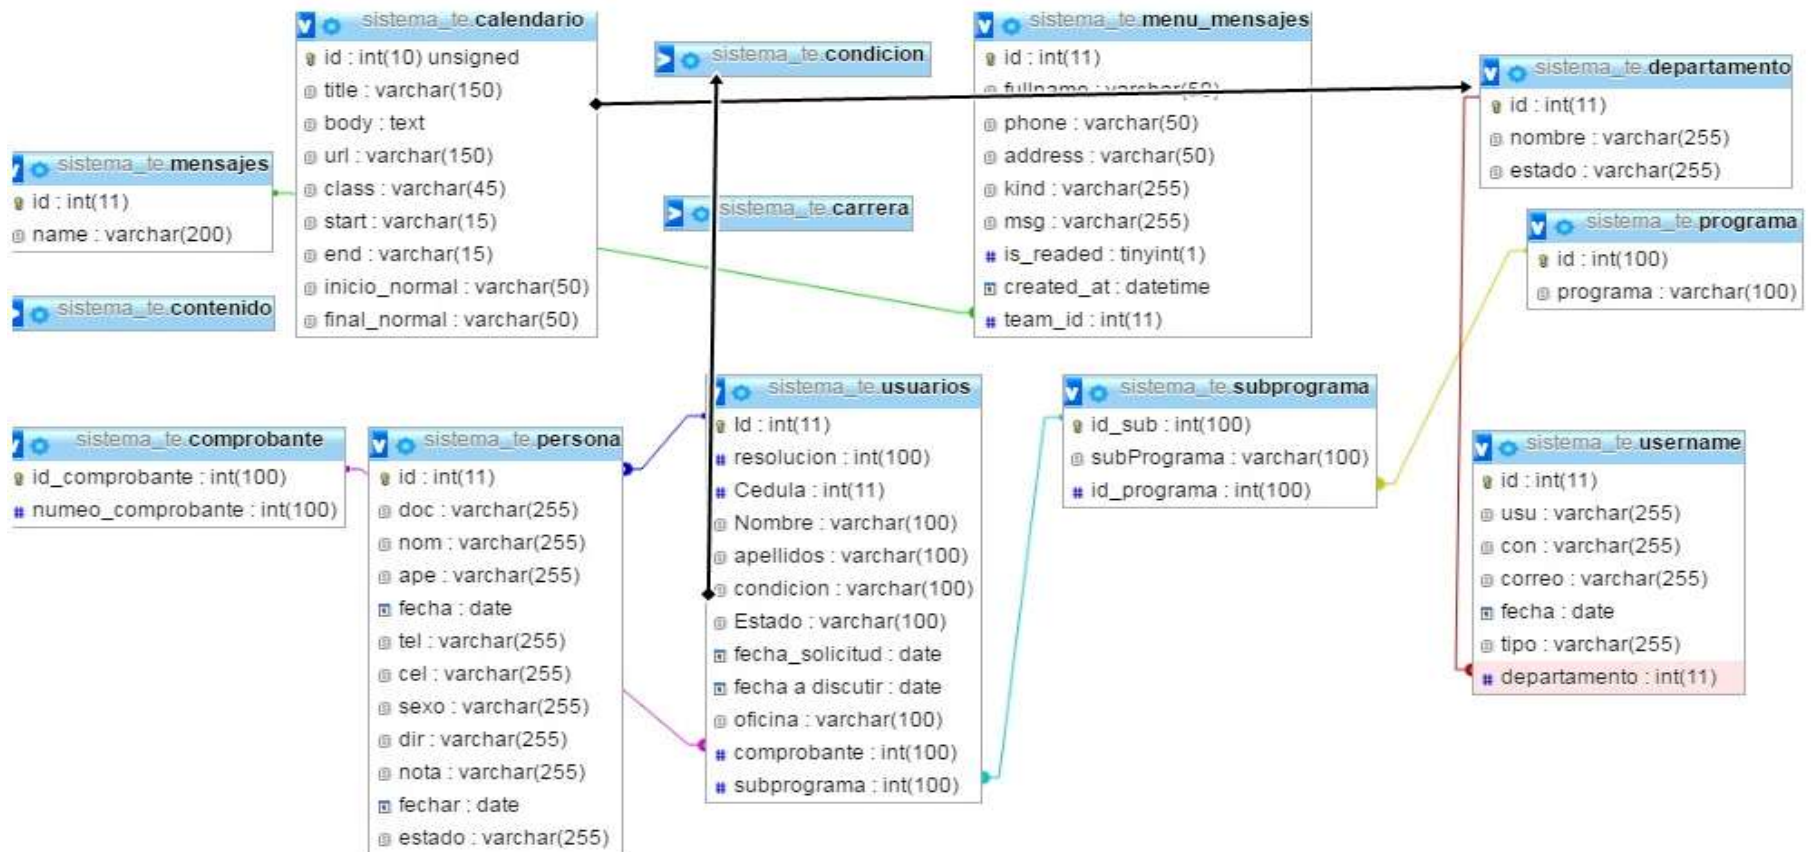 sistema_te.calendario
id : int(10) unsigned
title : varchar(150)
body : text
url : varchar(150)
class : varchar(45)
start : varchar(15)
end : varchar(15)
inicio_normal : varchar(50)
final_normal : varchar(50)
sistema_te.condicion
sistema_te.menu_mensajes
id : int(11)
fullname : varchar(50)
phone : varchar(50)
address : varchar(50)
kind : varchar(255)
msg : varchar(255)
is_readed : tinyint(1)
created_at : datetime
team_id : int(11)
sistema_te.departamento
id : int(11)
nombre : varchar(255)
estado : varchar(255)
sistema_te.mensajes
id : int(11)
name : varchar(200)
sistema_te.carrera
sistema_te.programa
id : int(100)
programa : varchar(100)
sistema_te.contenido
sistema_te.comprobante
id_comprobante : int(100)
numeo_comprobante : int(100)
sistema_te.persona
id : int(11)
doc : varchar(255)
nom : varchar(255)
ape : varchar(255)
fecha : date
tel : varchar(255)
cel : varchar(255)
sexo : varchar(255)
dir : varchar(255)
nota : varchar(255)
fechar : date
estado : varchar(255)
sistema_te.usuarios
Id : int(11)
resolucion : int(100)
Cedula : int(11)
Nombre : varchar(100)
apellidos : varchar(100)
condicion : varchar(100)
Estado : varchar(100)
fecha_solicitud : date
fecha a discutir : date
oficina : varchar(100)
comprobante : int(100)
subprograma : int(100)
sistema_te.subprograma
id_sub : int(100)
subPrograma : varchar(100)
id_programa : int(100)
sistema_te.username
id : int(11)
usu : varchar(255)
con : varchar(255)
correo : varchar(255)
fecha : date
tipo : varchar(255)
departamento : int(11)